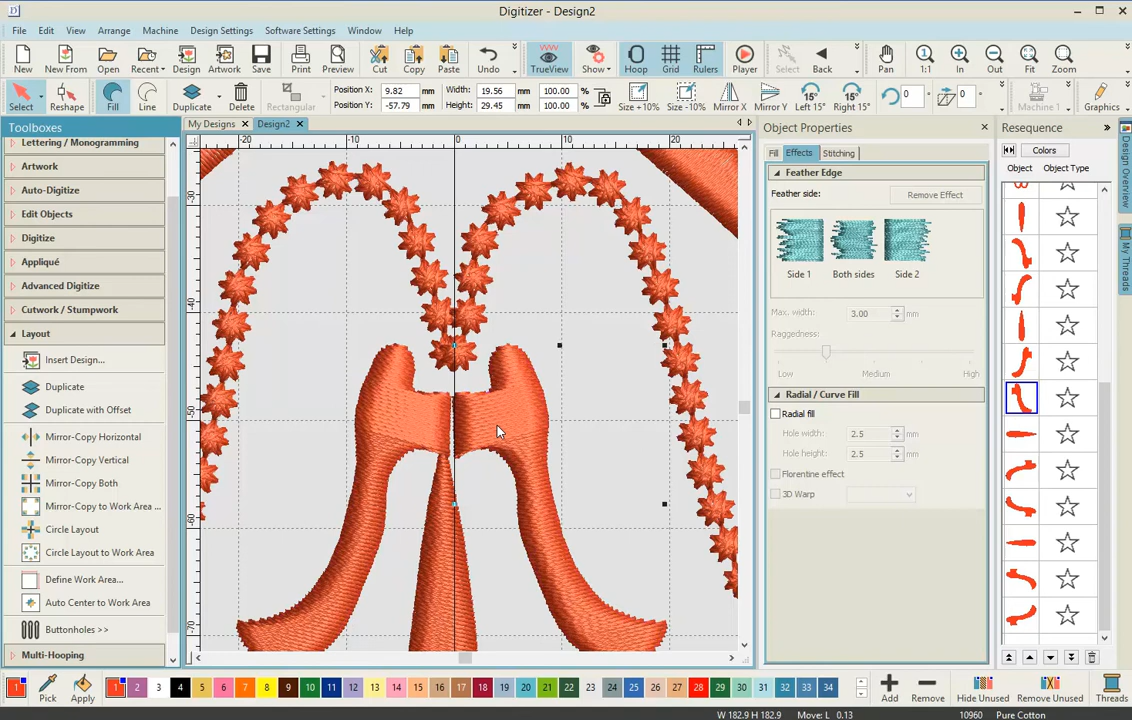 Digitizer - Design2
File Edit View Arrange Machine Design Settings Software Settings Window Help
New New From Open Recent Design Artwork Save Print Preview Cut Copy Paste Undo TrueView Show Hoop Grid Rulers Player Select Back Pan 1:1 In Out Fit Zoom
Select Reshape Fill Line Duplicate Delete Rectangular Position X: 9.82 mm Width: 19.56 mm 100.00 % Size +10% Size -10% Mirror X Mirror Y Left 15° Right 15° 0 0 Machine 1 Graphics
Position Y: -57.79 mm Height: 29.45 mm 100.00 %
Toolboxes
Lettering / Monogramming
Artwork
Auto-Digitize
Edit Objects
Digitize
Appliqué
Advanced Digitize
Cutwork / Stumpwork
Layout
Insert Design...
Duplicate
Duplicate with Offset
Mirror-Copy Horizontal
Mirror-Copy Vertical
Mirror-Copy Both
Mirror-Copy to Work Area ...
Circle Layout
Circle Layout to Work Area
Define Work Area...
Auto Center to Work Area
Buttonholes >>
Multi-Hooping
My Designs Design2
-20 -10 0 10 20
-30
-40
-50
-60
-70
Object Properties
Fill Effects Stitching
Feather Edge
Feather side: Remove Effect
Side 1 Both sides Side 2
Max. width: 3.00 mm
Raggedness:
Low Medium High
Radial / Curve Fill
Radial fill
Hole width: 2.5 mm
Hole height: 2.5 mm
Florentine effect
3D Warp
Resequence
Colors
Object Object Type
Design Overview
My Threads
Pick Apply 1 1 2 3 4 5 6 7 8 9 10 11 12 13 14 15 16 17 18 19 20 21 22 23 24 25 26 27 28 29 30 31 32 33 34 Add Remove Hide Unused Remove Unused Threads
W 182.9 H 182.9 Move: L 0.13 10960 Pure Cotton